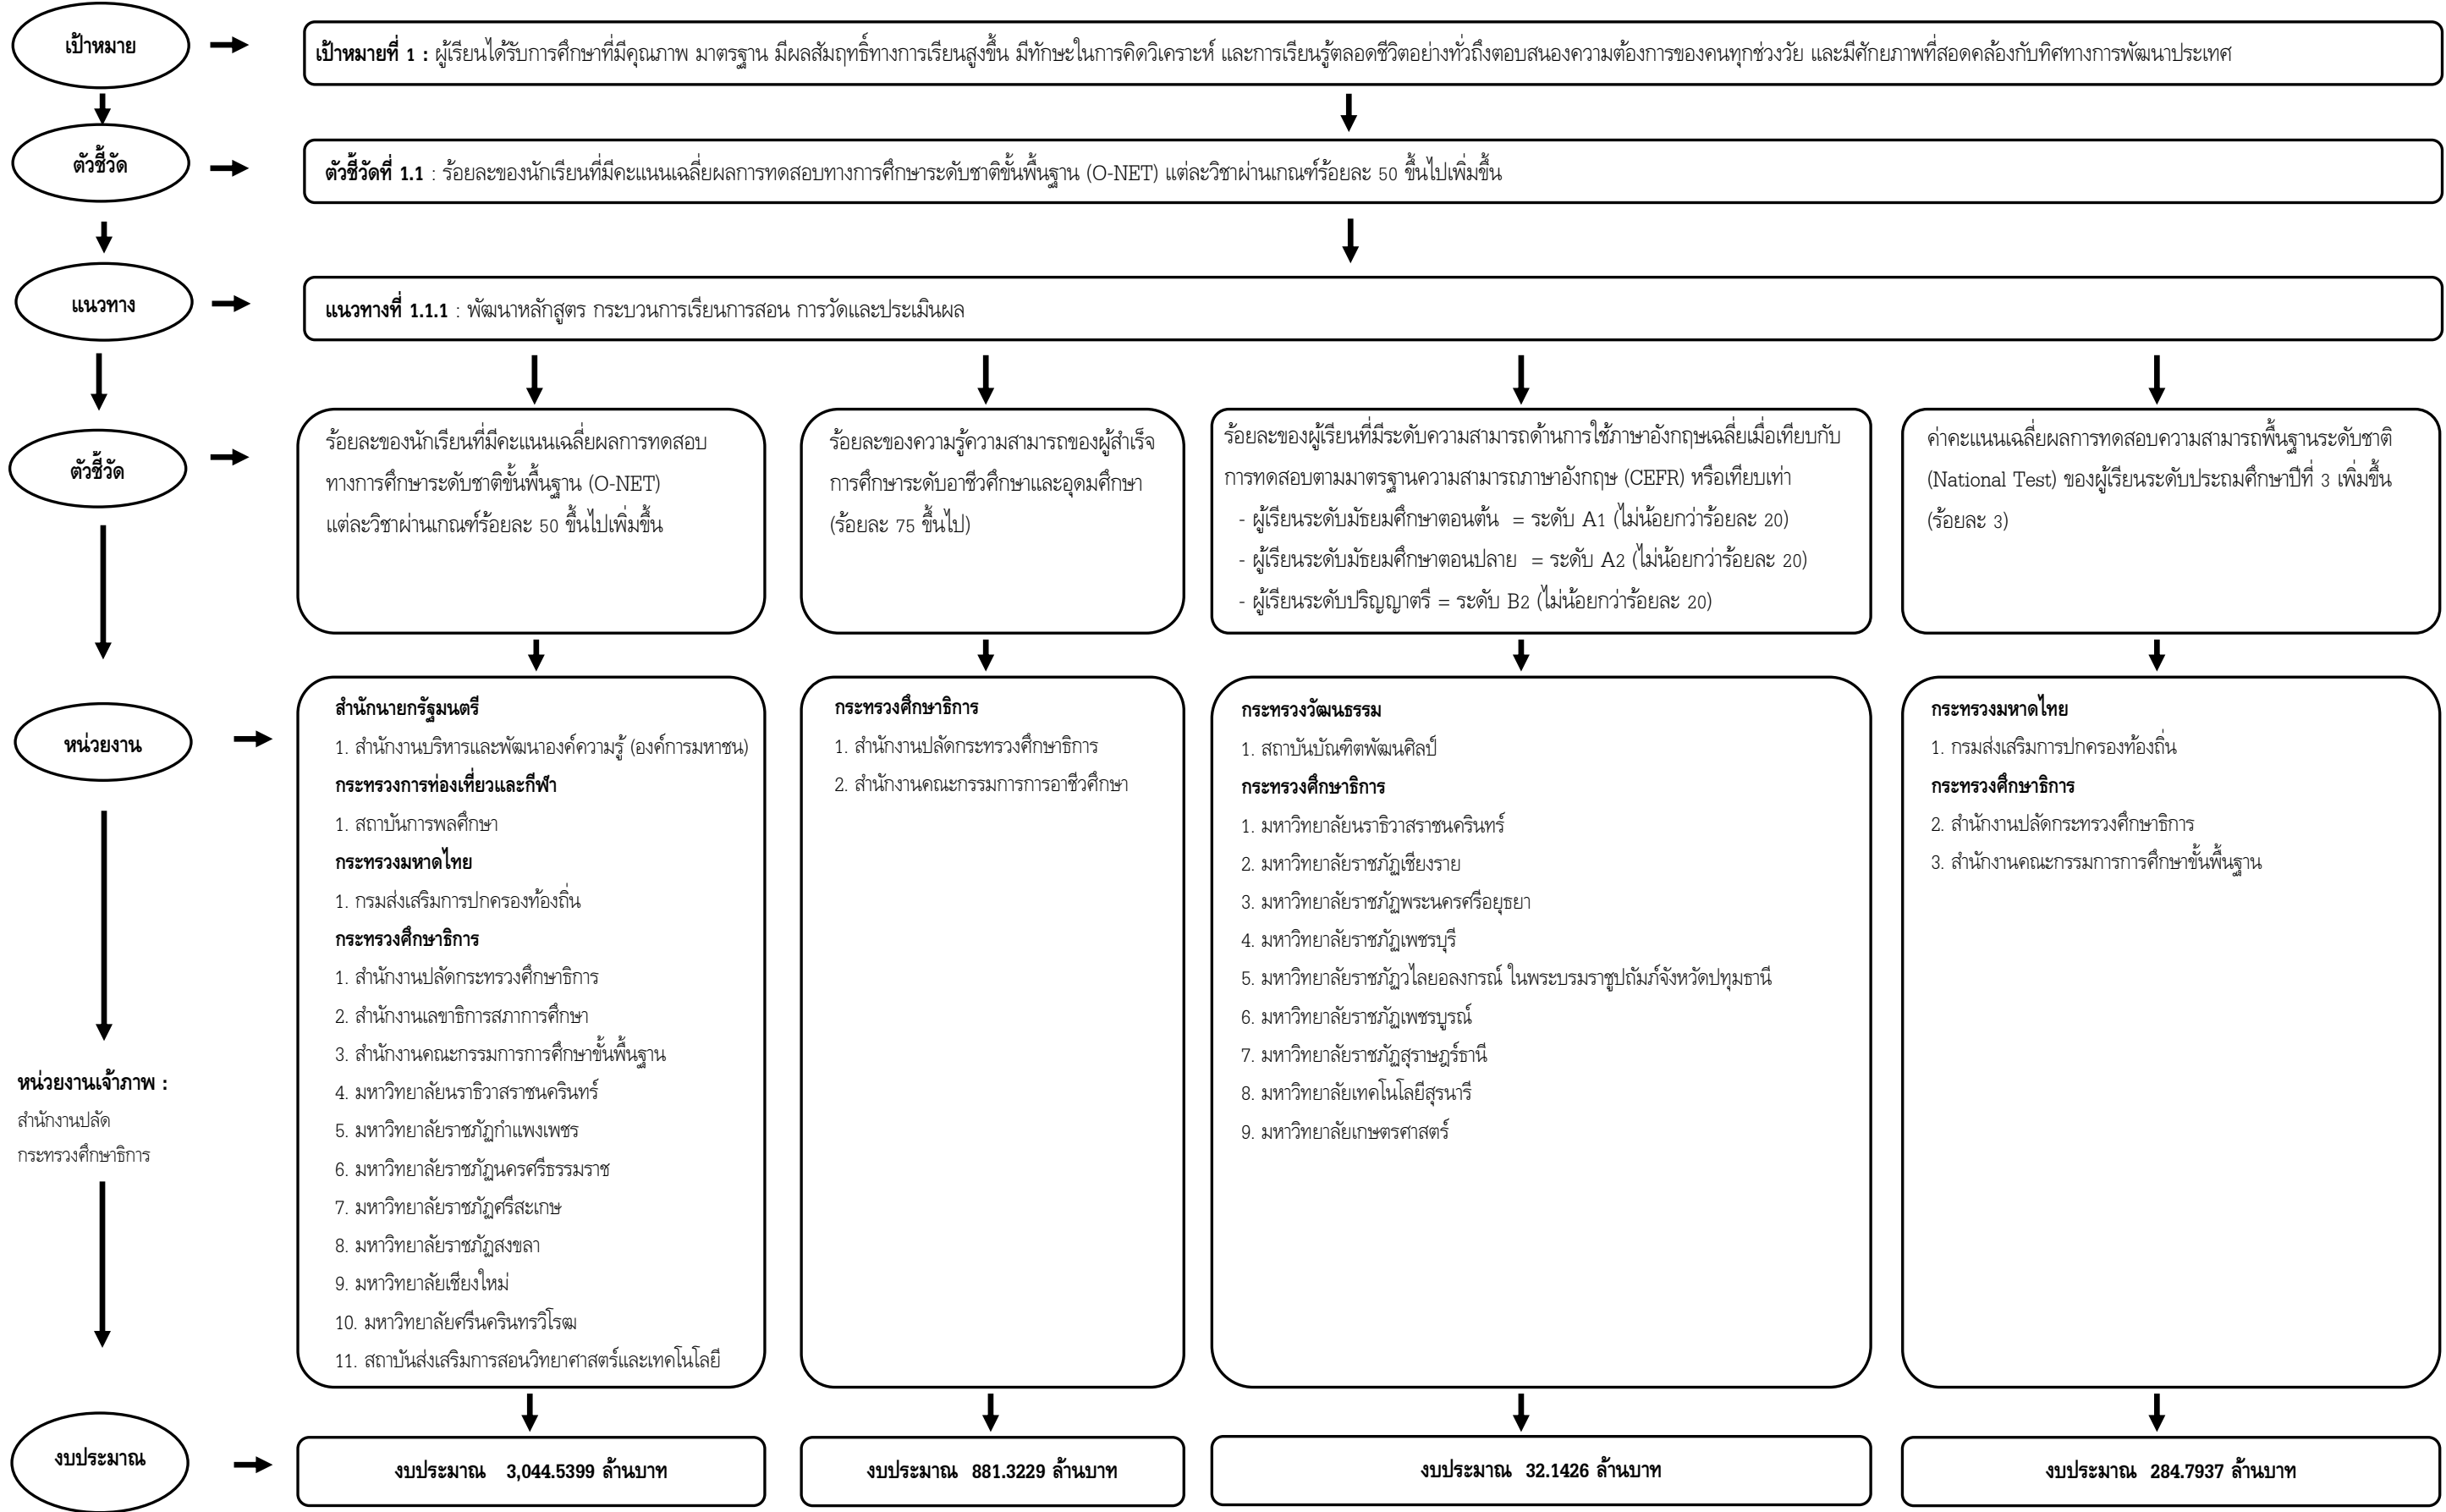 เป้าหมาย
เป้าหมายที่ 1 : ผู้เรียนได้รับการศึกษาที่มีคุณภาพ มาตรฐาน มีผลสัมฤทธิ์ทางการเรียนสูงขึ้น มีทักษะในการคิดวิเคราะห์ และการเรียนรู้ตลอดชีวิตอย่างทั่วถึงตอบสนองความต้องการของคนทุกช่วงวัย และมีศักยภาพที่สอดคล้องกับทิศทางการพัฒนาประเทศ
ตัวชี้วัด
ตัวชี้วัดที่ 1.1 : ร้อยละของนักเรียนที่มีคะแนนเฉลี่ยผลการทดสอบทางการศึกษาระดับชาติขั้นพื้นฐาน (O-NET) แต่ละวิชาผ่านเกณฑ์ร้อยละ 50 ขึ้นไปเพิ่มขึ้น
แนวทาง
แนวทางที่ 1.1.1 : พัฒนาหลักสูตร กระบวนการเรียนการสอน การวัดและประเมินผล
ตัวชี้วัด
ร้อยละของนักเรียนที่มีคะแนนเฉลี่ยผลการทดสอบ
ทางการศึกษาระดับชาติขั้นพื้นฐาน (O-NET)
แต่ละวิชาผ่านเกณฑ์ร้อยละ 50 ขึ้นไปเพิ่มขึ้น
ร้อยละของความรู้ความสามารถของผู้สำเร็จ
การศึกษาระดับอาชีวศึกษาและอุดมศึกษา
(ร้อยละ 75 ขึ้นไป)
ร้อยละของผู้เรียนที่มีระดับความสามารถด้านการใช้ภาษาอังกฤษเฉลี่ยเมื่อเทียบกับ
การทดสอบตามมาตรฐานความสามารถภาษาอังกฤษ (CEFR) หรือเทียบเท่า
- ผู้เรียนระดับมัธยมศึกษาตอนต้น = ระดับ A1 (ไม่น้อยกว่าร้อยละ 20)
- ผู้เรียนระดับมัธยมศึกษาตอนปลาย = ระดับ A2 (ไม่น้อยกว่าร้อยละ 20)
- ผู้เรียนระดับปริญญาตรี = ระดับ B2 (ไม่น้อยกว่าร้อยละ 20)
ค่าคะแนนเฉลี่ยผลการทดสอบความสามารถพื้นฐานระดับชาติ
(National Test) ของผู้เรียนระดับประถมศึกษาปีที่ 3 เพิ่มขึ้น
(ร้อยละ 3)
หน่วยงาน
สำนักนายกรัฐมนตรี
1. สำนักงานบริหารและพัฒนาองค์ความรู้ (องค์การมหาชน)
กระทรวงการท่องเที่ยวและกีฬา
1. สถาบันการพลศึกษา
กระทรวงมหาดไทย
1. กรมส่งเสริมการปกครองท้องถิ่น
กระทรวงศึกษาธิการ
1. สำนักงานปลัดกระทรวงศึกษาธิการ
2. สำนักงานเลขาธิการสภาการศึกษา
3. สำนักงานคณะกรรมการการศึกษาขั้นพื้นฐาน
4. มหาวิทยาลัยนราธิวาสราชนครินทร์
5. มหาวิทยาลัยราชภัฏกำแพงเพชร
6. มหาวิทยาลัยราชภัฏนครศรีธรรมราช
7. มหาวิทยาลัยราชภัฏศรีสะเกษ
8. มหาวิทยาลัยราชภัฏสงขลา
9. มหาวิทยาลัยเชียงใหม่
10. มหาวิทยาลัยศรีนครินทรวิโรฒ
11. สถาบันส่งเสริมการสอนวิทยาศาสตร์และเทคโนโลยี
กระทรวงศึกษาธิการ
1. สำนักงานปลัดกระทรวงศึกษาธิการ
2. สำนักงานคณะกรรมการการอาชีวศึกษา
กระทรวงวัฒนธรรม
1. สถาบันบัณฑิตพัฒนศิลป์
กระทรวงศึกษาธิการ
1. มหาวิทยาลัยนราธิวาสราชนครินทร์
2. มหาวิทยาลัยราชภัฏเชียงราย
3. มหาวิทยาลัยราชภัฏพระนครศรีอยุธยา
4. มหาวิทยาลัยราชภัฏเพชรบุรี
5. มหาวิทยาลัยราชภัฏวไลยอลงกรณ์ ในพระบรมราชูปถัมภ์จังหวัดปทุมธานี
6. มหาวิทยาลัยราชภัฏเพชรบูรณ์
7. มหาวิทยาลัยราชภัฏสุราษฎร์ธานี
8. มหาวิทยาลัยเทคโนโลยีสุรนารี
9. มหาวิทยาลัยเกษตรศาสตร์
กระทรวงมหาดไทย
1. กรมส่งเสริมการปกครองท้องถิ่น
กระทรวงศึกษาธิการ
2. สำนักงานปลัดกระทรวงศึกษาธิการ
3. สำนักงานคณะกรรมการการศึกษาขั้นพื้นฐาน
หน่วยงานเจ้าภาพ :
สำนักงานปลัด
กระทรวงศึกษาธิการ
งบประมาณ
งบประมาณ 3,044.5399 ล้านบาท
งบประมาณ 881.3229 ล้านบาท
งบประมาณ 32.1426 ล้านบาท
งบประมาณ 284.7937 ล้านบาท